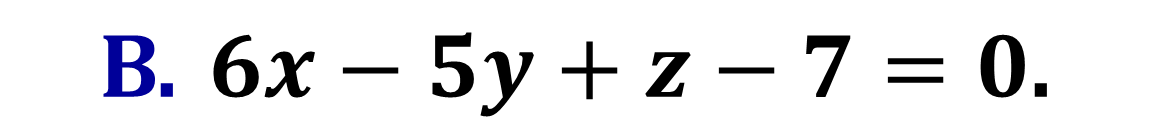 B. 6x − 5y + z − 7 = 0.